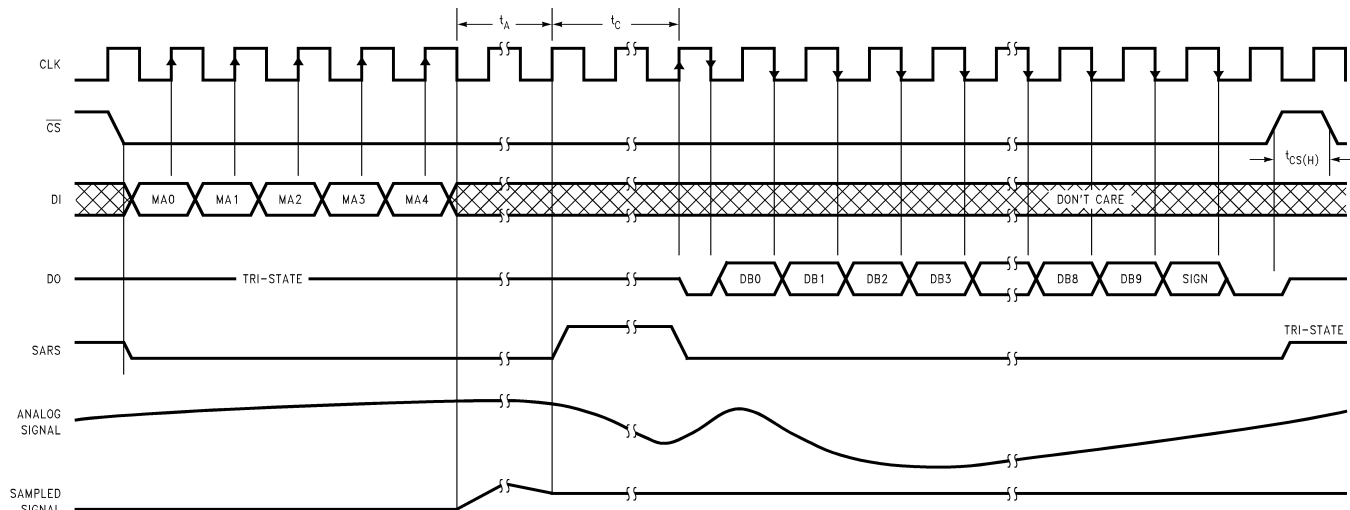 tA
tC
CLK
CS
tCS(H)
DI
MA0
MA1
MA2
MA3
MA4
DON'T CARE
DO
TRI-STATE
DB0
DB1
DB2
DB3
DB8
DB9
SIGN
SARS
TRI-STATE
ANALOG
SIGNAL
SAMPLED
SIGNAL